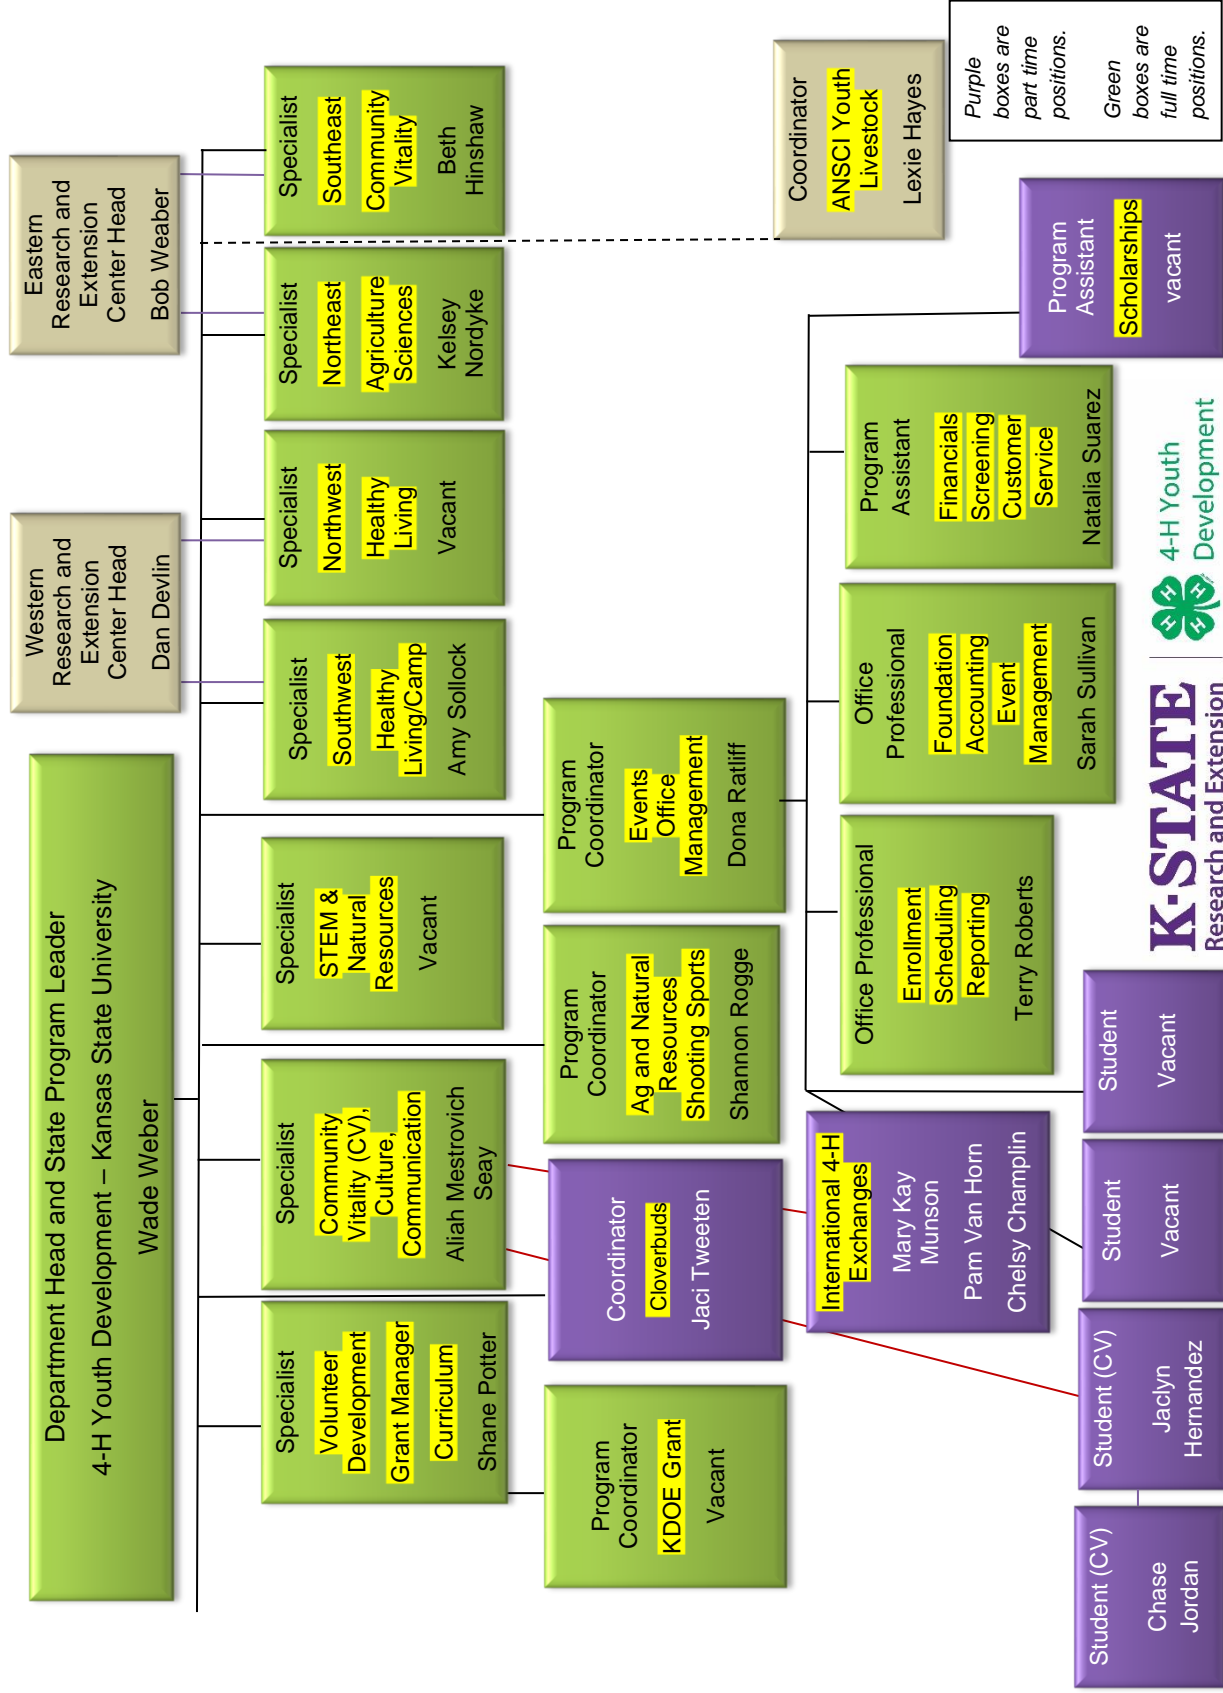 Department Head and State Program Leader
4-H Youth Development – Kansas State University
Wade Weber
Western
Research and
Extension
Center Head
Dan Devlin
Eastern
Research and
Extension
Center Head
Bob Weaber
Specialist
Volunteer
Development
Grant Manager
Curriculum
Shane Potter
Specialist
Community
Vitality (CV),
Culture,
Communication
Aliah Mestrovich
Seay
Specialist
STEM &
Natural
Resources
Vacant
Specialist
Southwest
Healthy
Living/Camp
Amy Sollock
Specialist
Northwest
Healthy
Living
Vacant
Specialist
Northeast
Agriculture
Sciences
Kelsey
Nordyke
Specialist
Southeast
Community
Vitality
Beth
Hinshaw
Program
Coordinator
KDOE Grant
Vacant
Coordinator
Cloverbuds
Jaci Tweeten
Program
Coordinator
Ag and Natural
Resources
Shooting Sports
Shannon Rogge
Program
Coordinator
Events
Office
Management
Dona Ratliff
Coordinator
ANSCI Youth
Livestock
Lexie Hayes
International 4-H
Exchanges
Mary Kay
Munson
Pam Van Horn
Chelsy Champlin
Office Professional
Enrollment
Scheduling
Reporting
Terry Roberts
Office
Professional
Foundation
Accounting
Event
Management
Sarah Sullivan
Program
Assistant
Financials
Screening
Customer
Service
Natalia Suarez
Program
Assistant
Scholarships
vacant
Student (CV)
Chase
Jordan
Student (CV)
Jaclyn
Hernandez
Student
Vacant
Student
Vacant
K-STATE
Research and Extension
H H H H
4-H Youth
Development
Purple
boxes are
part time
positions.
Green
boxes are
full time
positions.